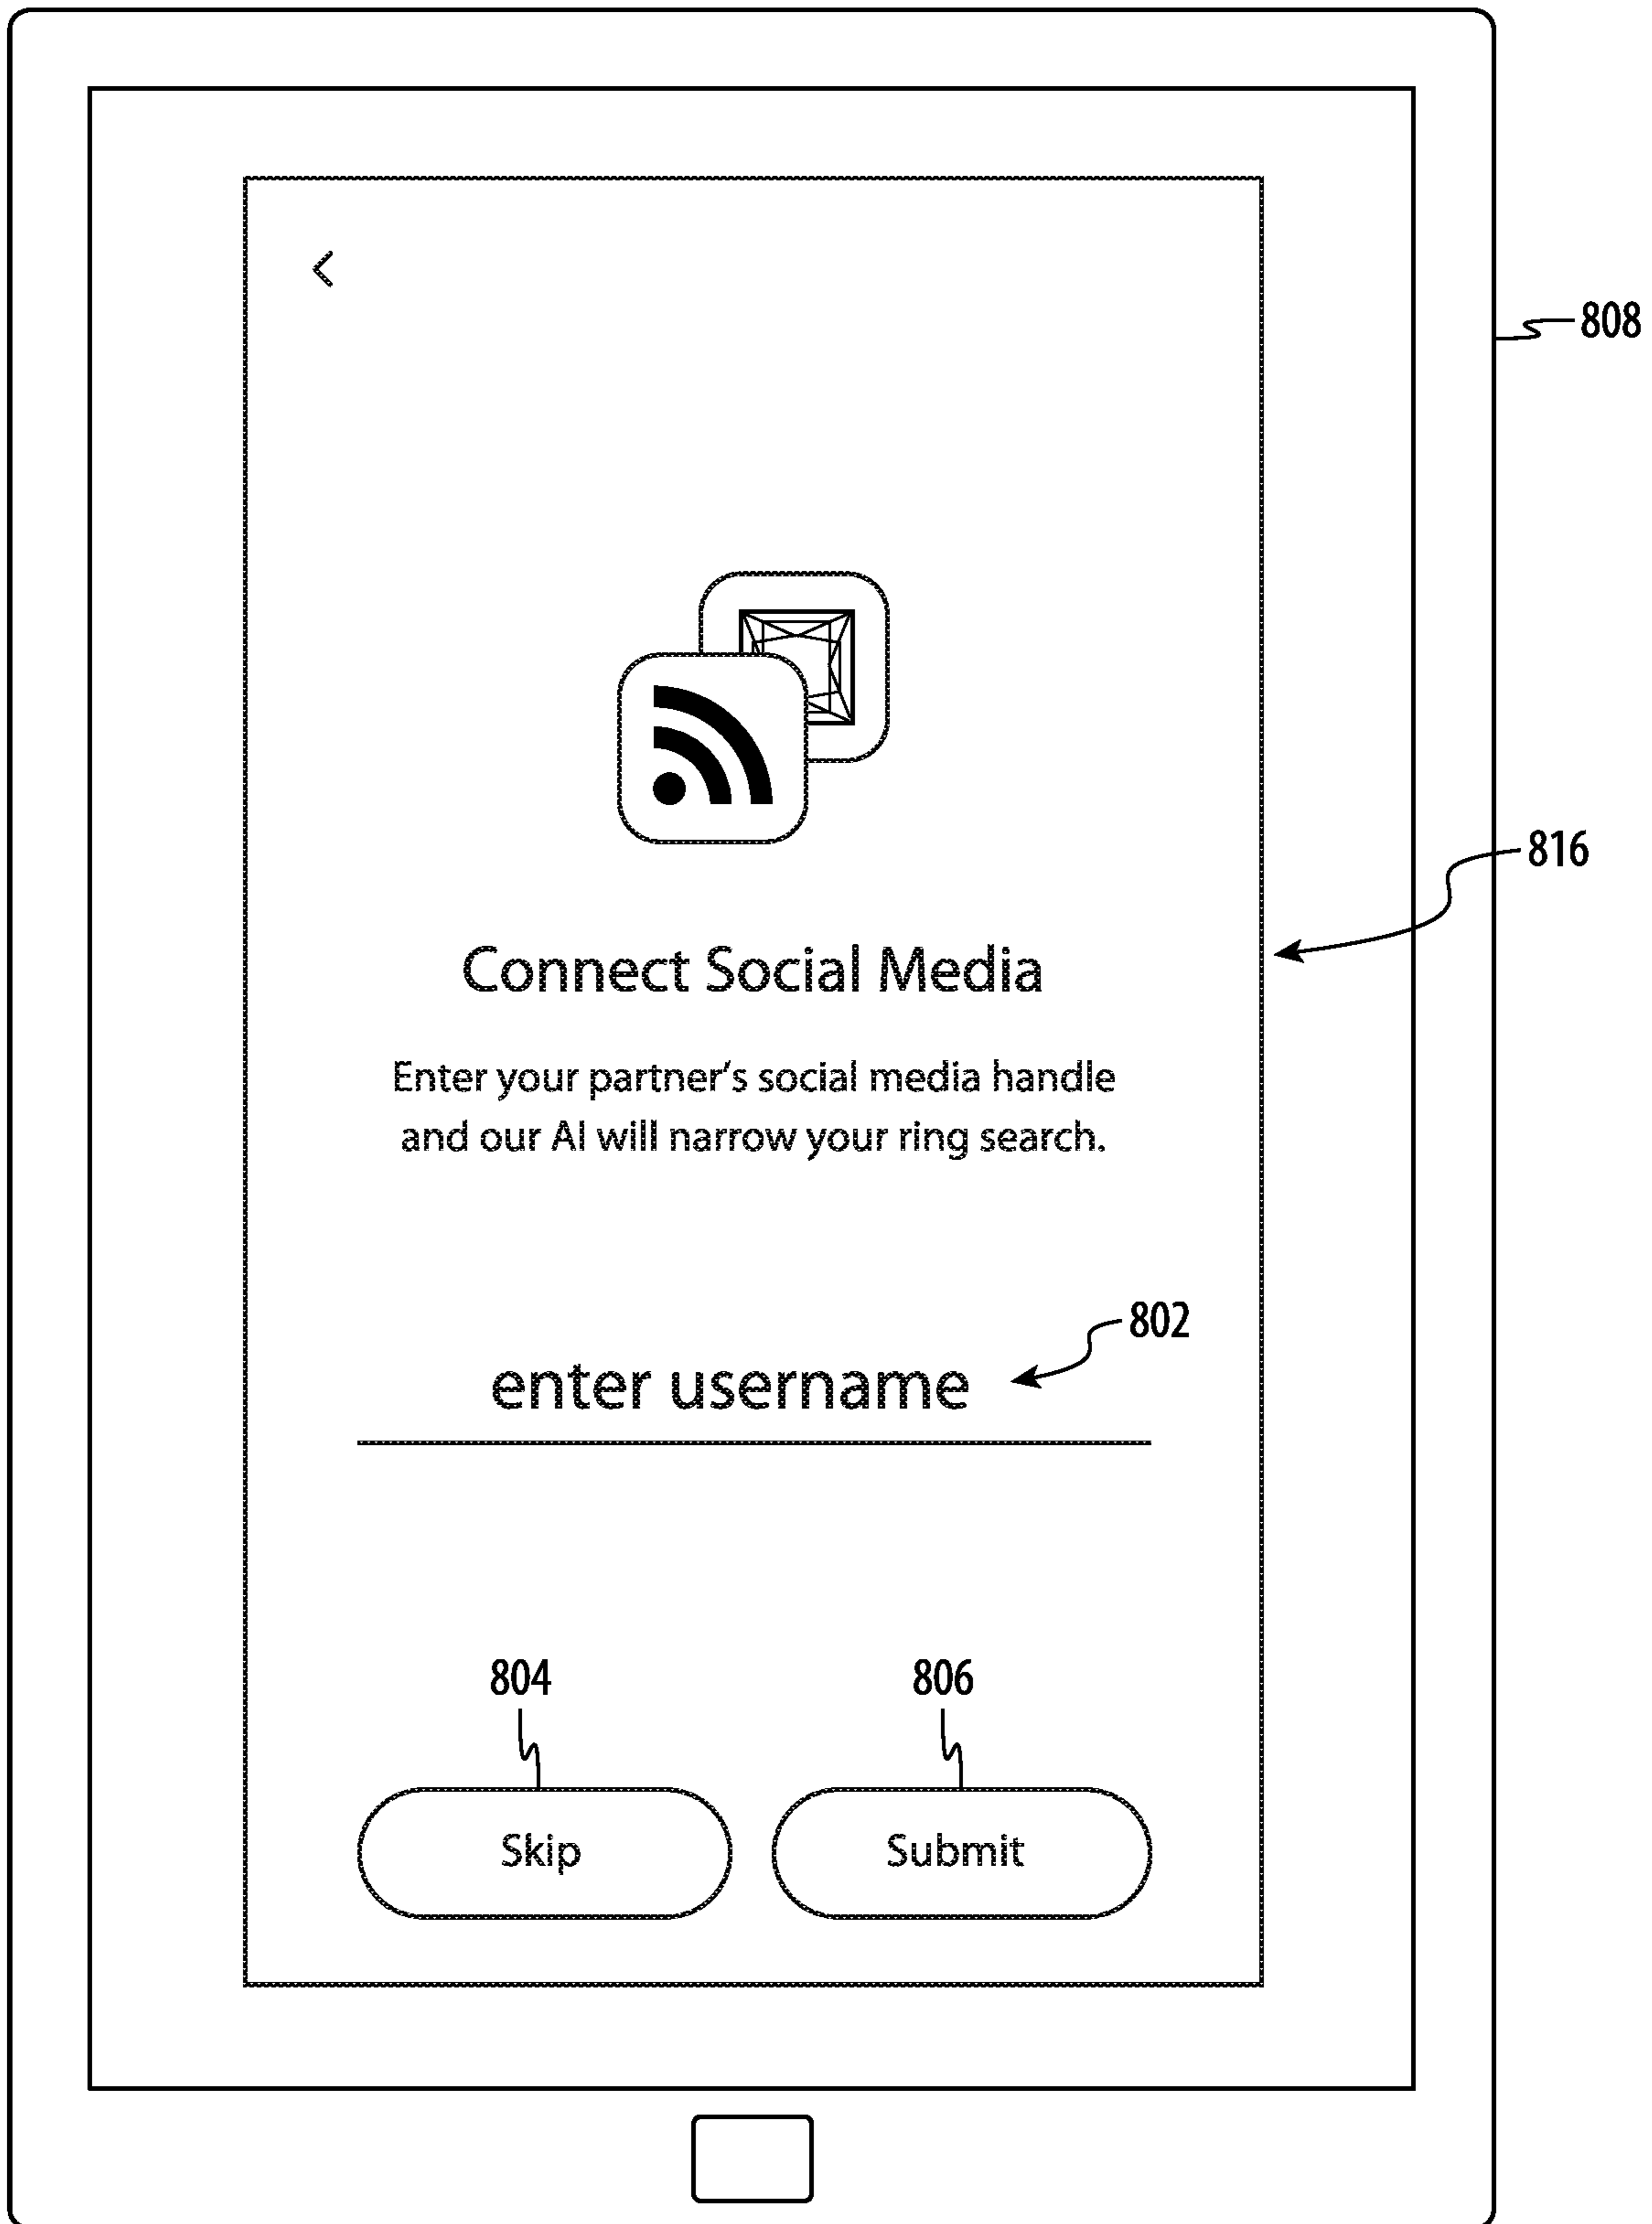 <
808
816
Connect Social Media
Enter your partner's social media handle
and our AI will narrow your ring search.
802
enter username
804 806
Skip Submit